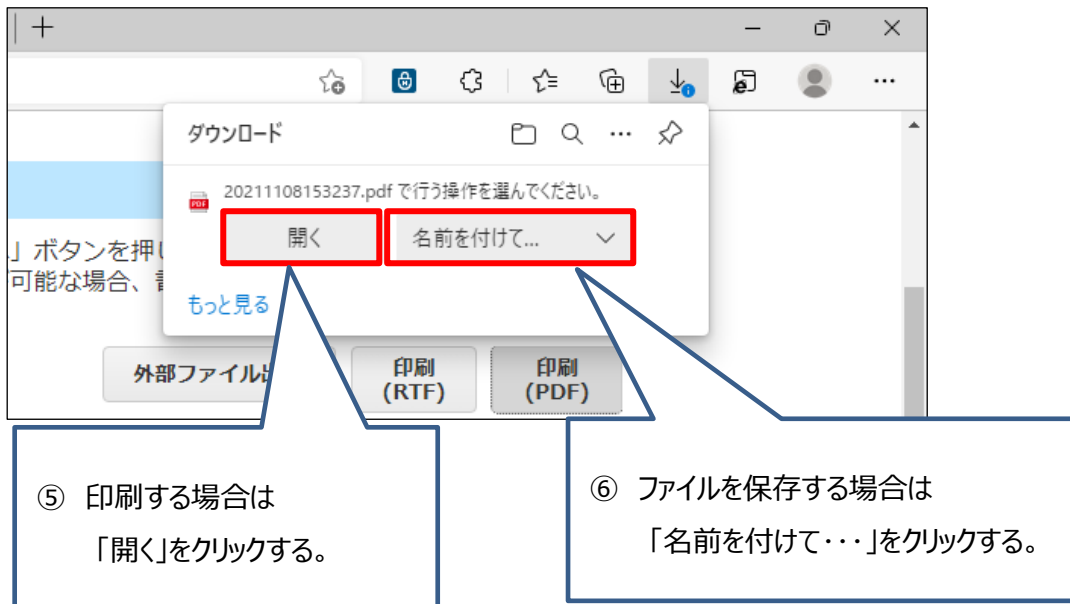 ダウンロード
20211108153237.pdf で行う操作を選んでください。
開く
名前を付けて...
」ボタンを押し
可能な場合、
もっと見る
外部ファイル
印刷
(RTF)
印刷
(PDF)
⑤ 印刷する場合は
「開く」をクリックする。
⑥ ファイルを保存する場合は
「名前を付けて・・・」をクリックする。